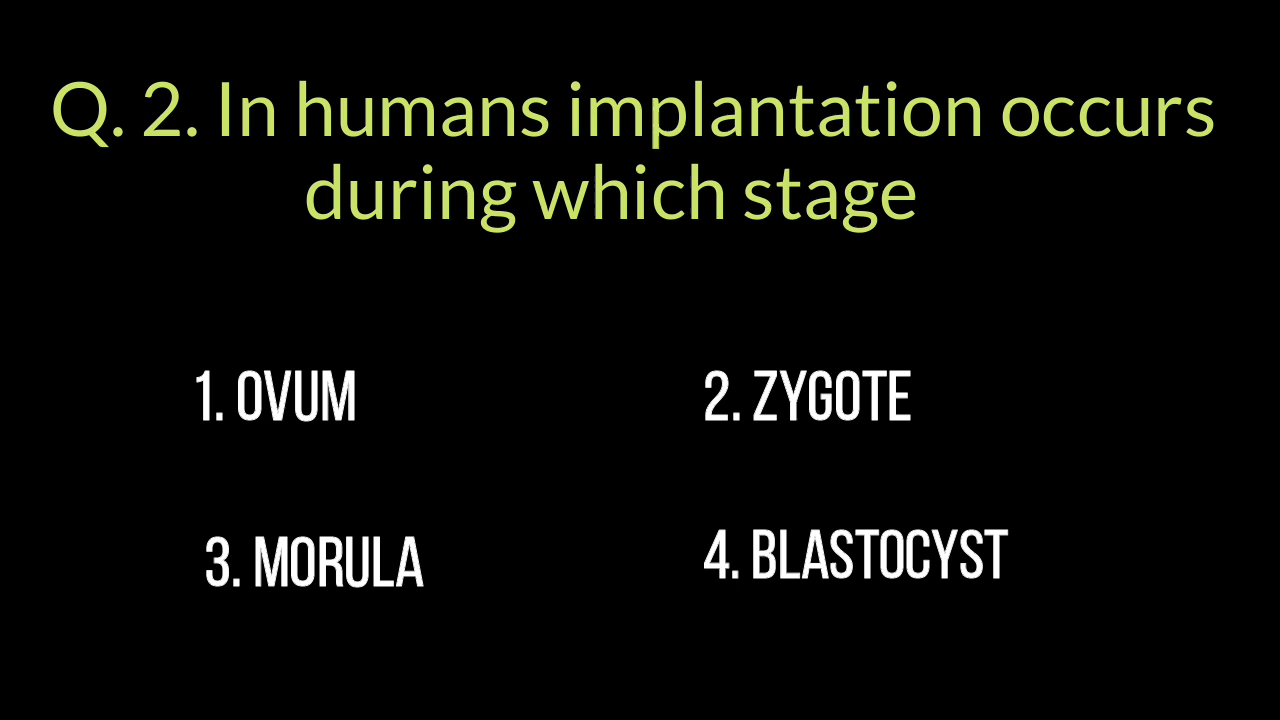 Q. 2. In humans implantation occurs
during which stage
1. OVUM
2. ZYGOTE
3. MORULA
4. BLASTOCYST